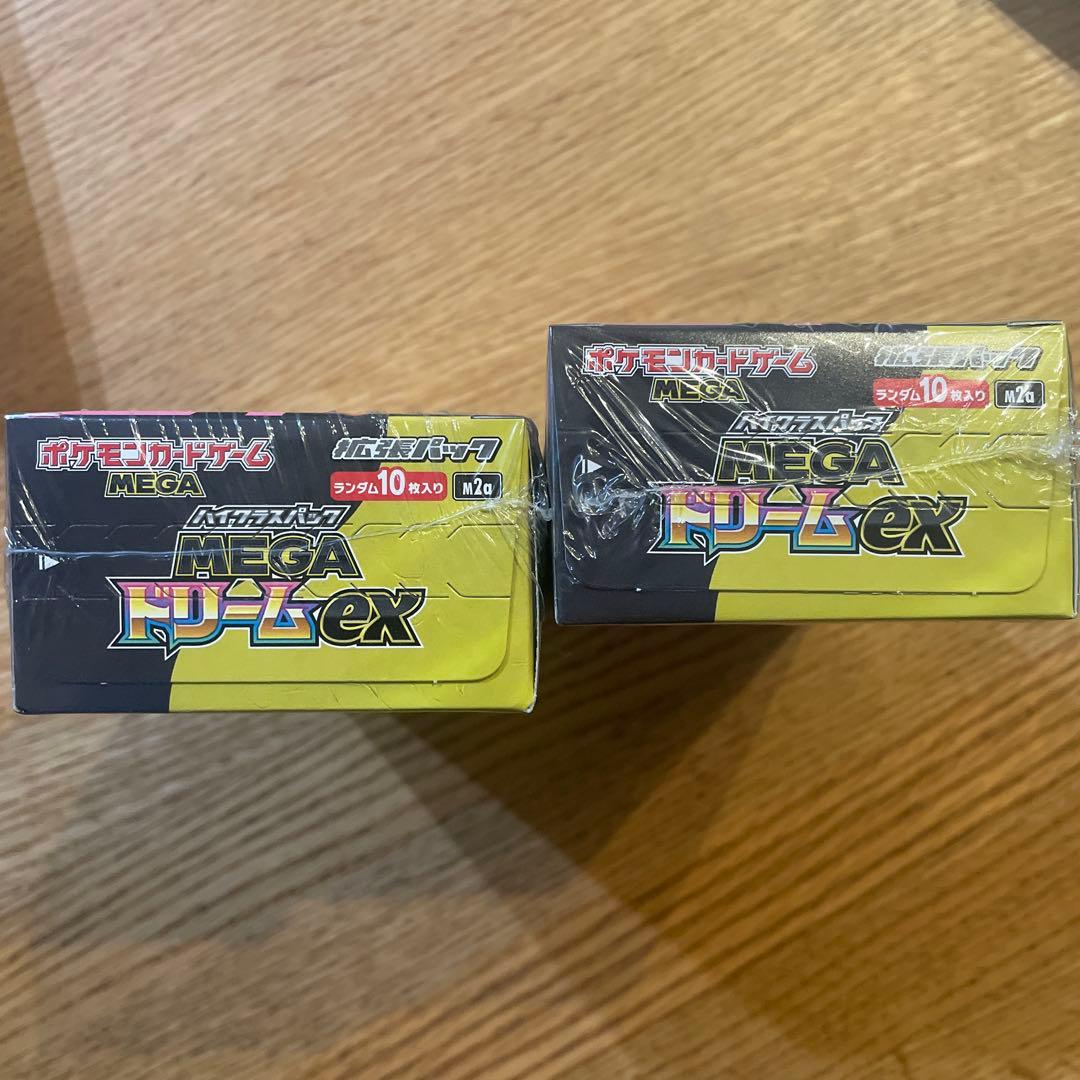 ポケモンカードゲーム
MEGA
拡張パック
ランダム10枚入り
M2a
ハイクラスパック
MEGA
ドリームex
ポケモンカードゲーム
MEGA
拡張パック
ランダム10枚入り
M2a
ハイクラスパック
MEGA
ドリームex